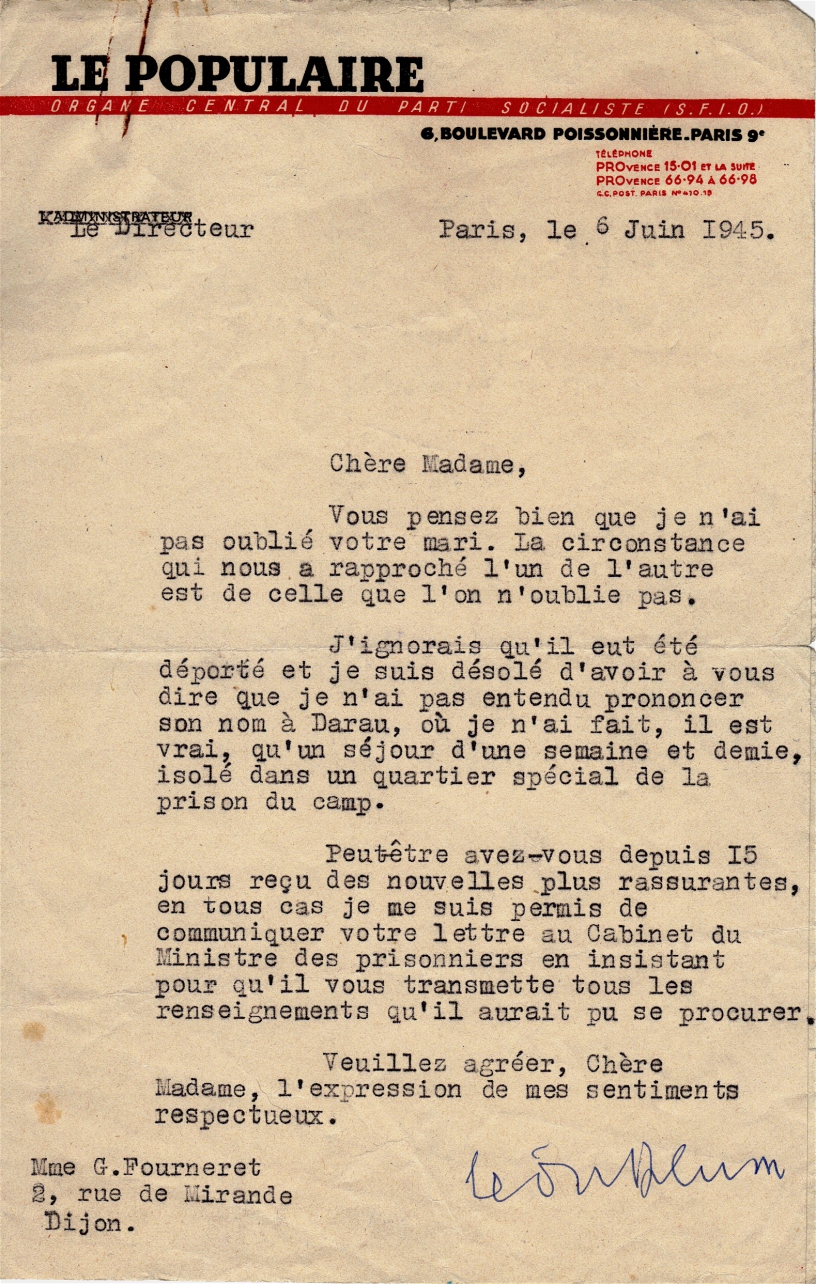 LE POPULAIRE
ORGANE CENTRAL DU PARTI SOCIALISTE (S.F.I.O.)
6, BOULEVARD POISSONNIÈRE-PARIS 9e
TÉLÉPHONE
PROVENCE 15-01 ET LA SUITE
PROVENCE 66-94 À 66-98
C.C. POST. PARIS
L'ADMINISTRATEUR
Le Directeur
Paris, le 6 Juin I945.
Chère Madame,
Vous pensez bien que je n'ai
pas oublié votre mari. La circonstance
qui nous a rapproché l'un de l'autre
est de celle que l'on n'oublie pas.
J'ignorais qu'il eut été
déporté et je suis désolé d'avoir à vous
dire que je n'ai pas entendu prononcer
son nom à Darau, où je n'ai fait, il est
vrai, qu'un séjour d'une semaine et demie,
isolé dans un quartier spécial de la
prison du camp.
Peut-être avez-vous depuis I5
jours reçu des nouvelles plus rassurantes,
en tous cas je me suis permis de
communiquer votre lettre au Cabinet du
Ministre des prisonniers en insistant
pour qu'il vous transmette tous les
renseignements qu'il aurait pu se procurer.
Veuillez agréer, Chère
Madame, l'expression de mes sentiments
respectueux.
Léon Blum
Mme G.Fourneret
2, rue de Mirande
Dijon.